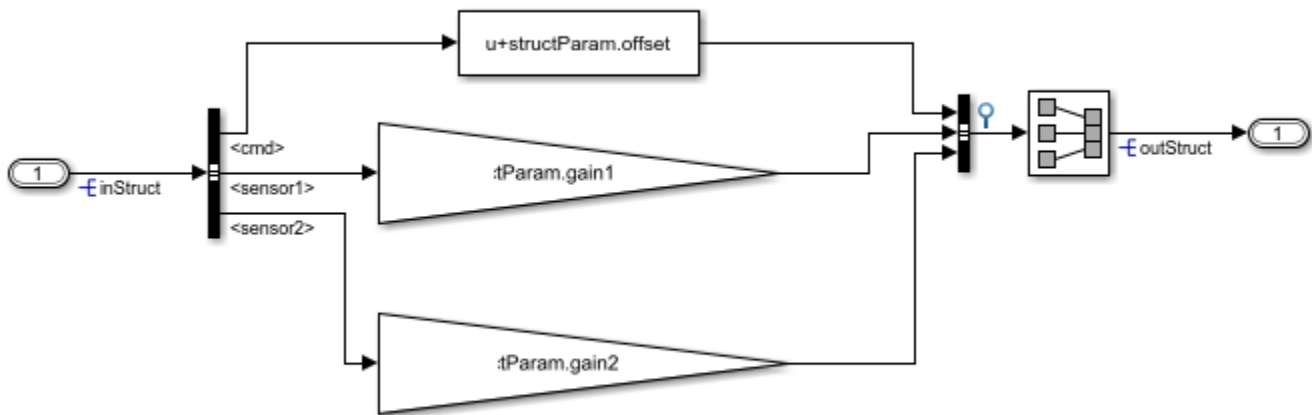 u+structParam.offset
<cmd>
1
inStruct
<sensor1>
:tParam.gain1
outStruct
1
<sensor2>
:tParam.gain2